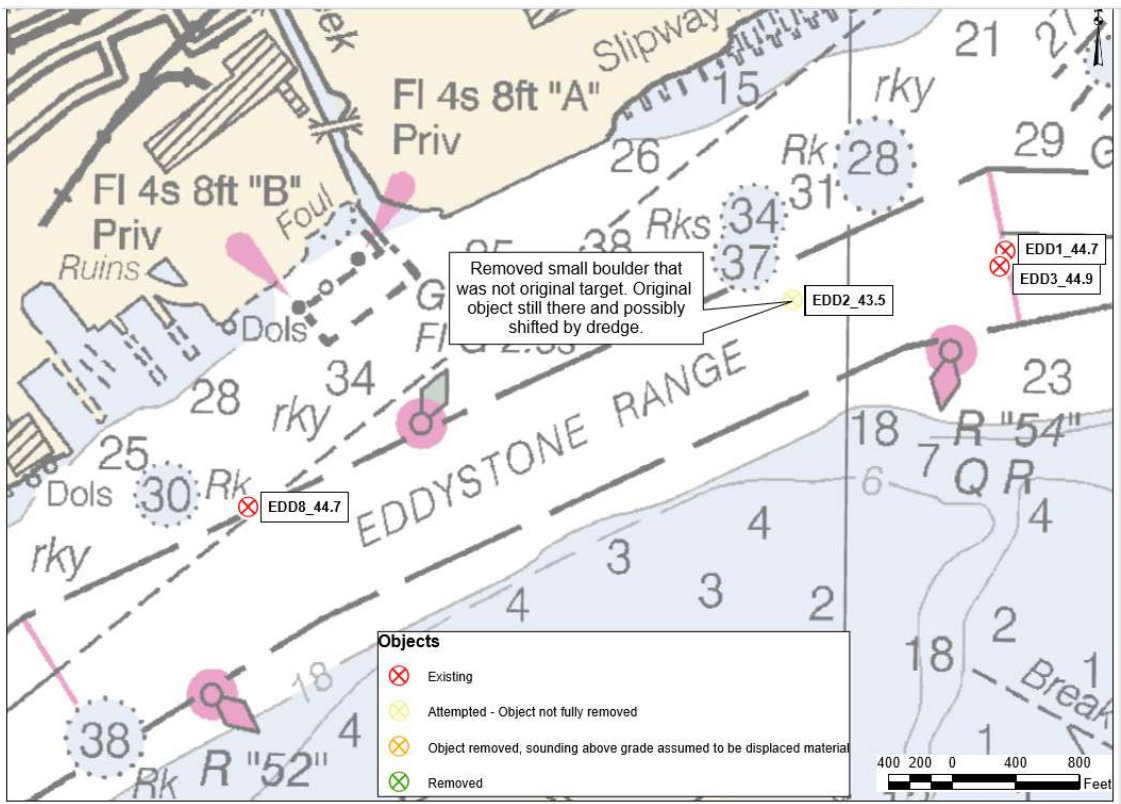 Slipway
21
27
eek
Fl 4s 8ft "A"
Priv
15
rky
26
Rk
28
29
G
31
Fl 4s 8ft "B"
Priv
Foul
Rks
34
38
37
Ruins
EDD1_44.7
EDD3_44.9
Removed small boulder that
was not original target. Original
object still there and possibly
shifted by dredge.
EDD2_43.5
G
Dols
34
28
rky
EDDYSTONE RANGE
23
18
R "54"
7
Q R
6
25
Dols
30
Rk
EDD8_44.7
rky
4
4
3
3
4
2
2
18
18
1
Break
1
38
Rk
R "52"
4
Objects
Existing
Attempted - Object not fully removed
Object removed, sounding above grade assumed to be displaced material
Removed
400 200 0 400 800
Feet